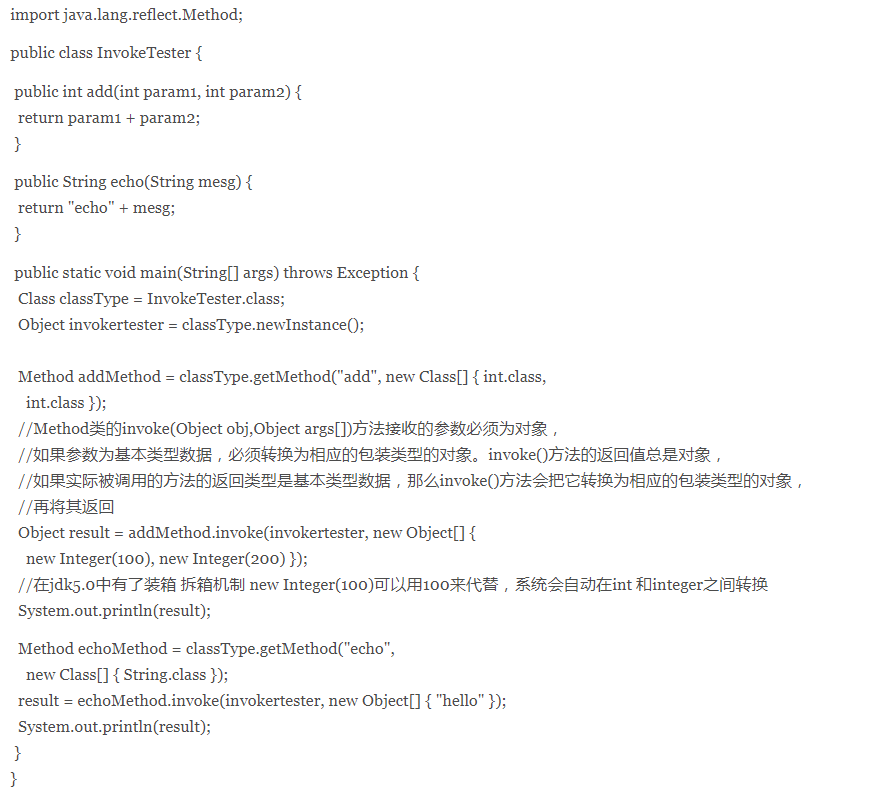 import java.lang.reflect.Method;
public class InvokeTester {
public int add(int param1, int param2) {
return param1 + param2;
}
public String echo(String mesg) {
return "echo" + mesg;
}
public static void main(String[] args) throws Exception {
Class classType = InvokeTester.class;
Object invokertester = classType.newInstance();
Method addMethod = classType.getMethod("add", new Class[] { int.class,
int.class });
//Method类的invoke(Object obj,Object args[])方法接收的参数必须为对象，
//如果参数为基本类型数据，必须转换为相应的包装类型的对象。invoke()方法的返回值总是对象，
//如果实际被调用的方法的返回类型是基本类型数据，那么invoke()方法会把它转换为相应的包装类型的对象，
//再将其返回
Object result = addMethod.invoke(invokertester, new Object[] {
new Integer(100), new Integer(200) });
//在jdk5.0中有了装箱 拆箱机制 new Integer(100)可以用100来代替，系统会自动在int 和integer之间转换
System.out.println(result);
Method echoMethod = classType.getMethod("echo",
new Class[] { String.class });
result = echoMethod.invoke(invokertester, new Object[] { "hello" });
System.out.println(result);
}
}